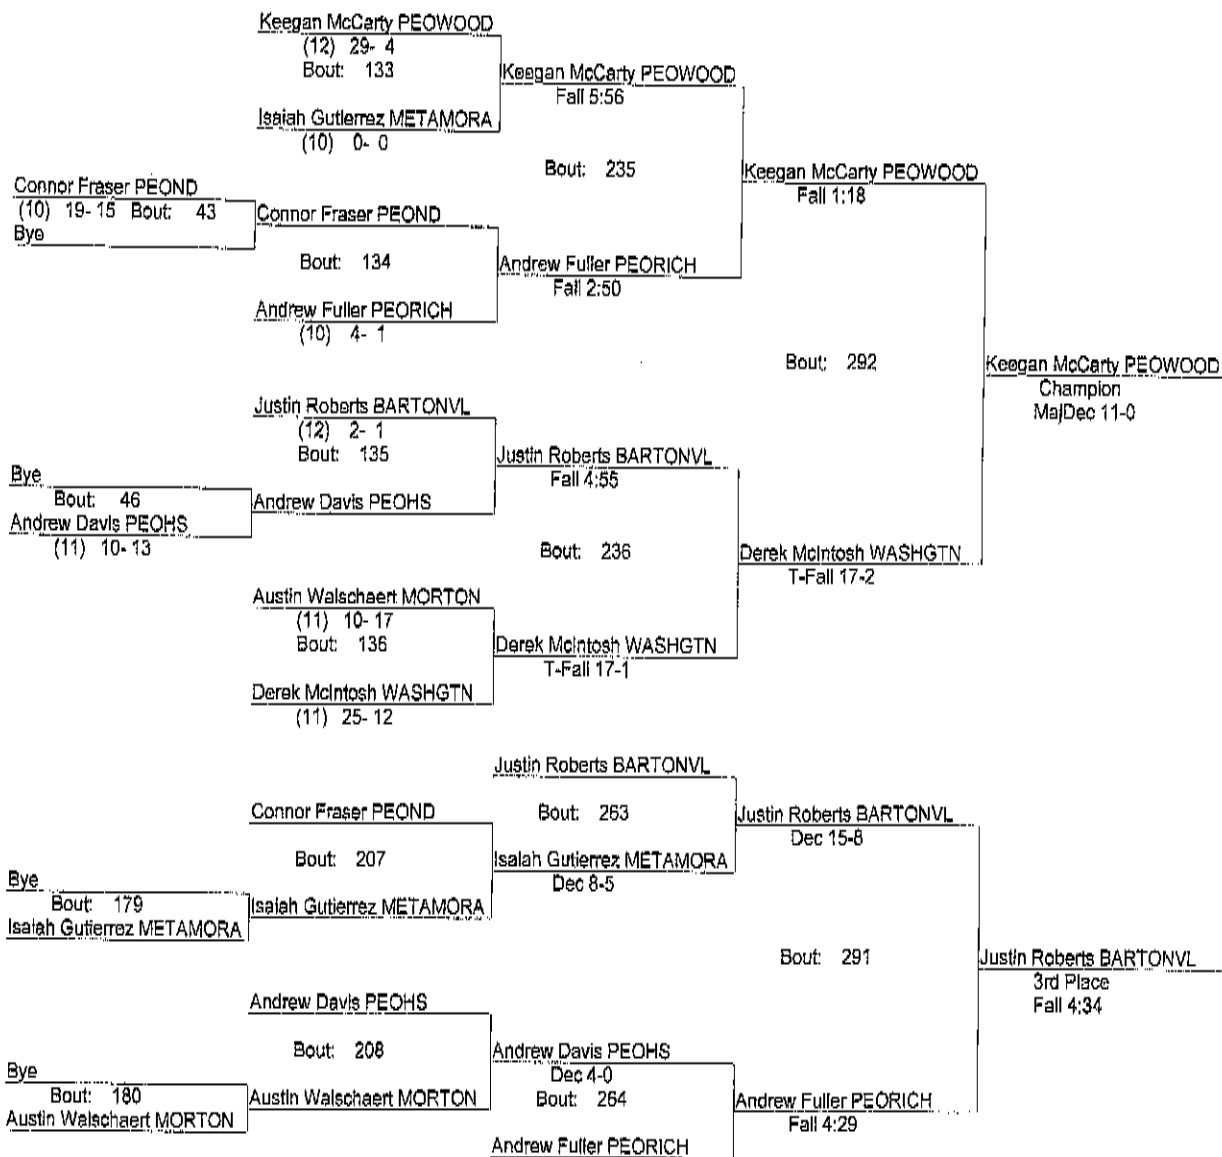 Keegan McCarty PEOWOOD
(12) 29- 4
Bout: 133
Keegan McCarty PEOWOOD
Fall 5:56
Isaiah Gutierrez METAMORA
(10) 0- 0
Bout: 235
Keegan McCarty PEOWOOD
Fall 1:18
Connor Fraser PEOND
(10) 19- 15 Bout: 43
Bye
Connor Fraser PEOND
Bout: 134
Andrew Fuller PEORICH
Fall 2:50
Andrew Fuller PEORICH
(10) 4- 1
Bout: 292
Keegan McCarty PEOWOOD
Champion
MajDec 11-0
Justin Roberts BARTONVL
(12) 2- 1
Bout: 135
Justin Roberts BARTONVL
Fall 4:55
Bye
Bout: 46
Andrew Davis PEOHS
(11) 10- 13
Andrew Davis PEOHS
Bout: 236
Derek McIntosh WASHGTN
T-Fall 17-2
Austin Walschaert MORTON
(11) 10- 17
Bout: 136
Derek McIntosh WASHGTN
T-Fall 17-1
Derek McIntosh WASHGTN
(11) 25- 12
Justin Roberts BARTONVL
Connor Fraser PEOND
Bout: 263
Justin Roberts BARTONVL
Dec 15-8
Bout: 207
Isaiah Gutierrez METAMORA
Dec 8-5
Bye
Bout: 179
Isaiah Gutierrez METAMORA
Isaiah Gutierrez METAMORA
Bout: 291
Justin Roberts BARTONVL
3rd Place
Fall 4:34
Andrew Davis PEOHS
Bout: 208
Andrew Davis PEOHS
Dec 4-0
Bye
Bout: 180
Austin Walschaert MORTON
Austin Walschaert MORTON
Bout: 264
Andrew Fuller PEORICH
Fall 4:29
Andrew Fuller PEORICH